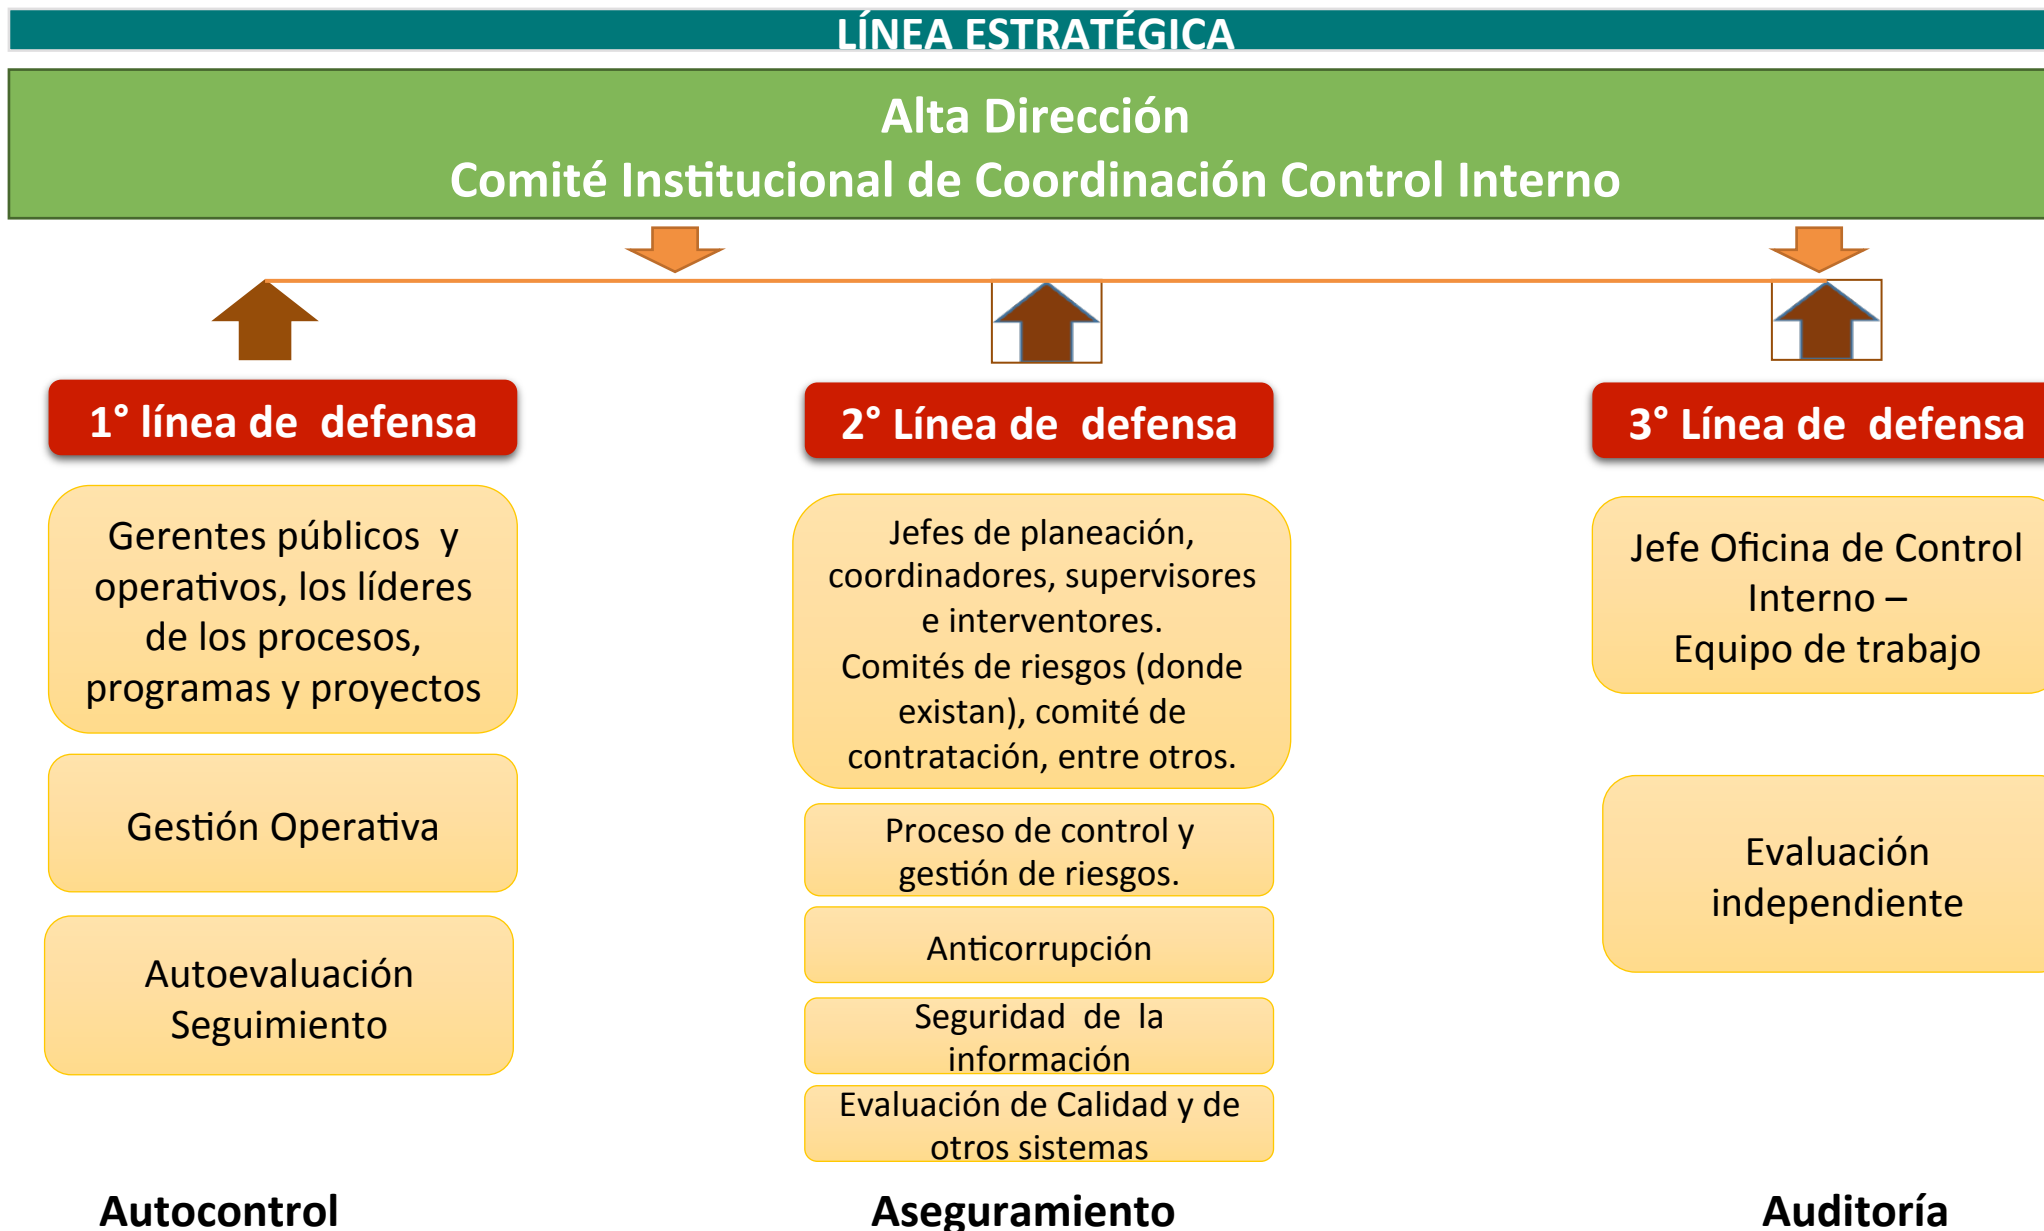 LÍNEA ESTRATÉGICA
Alta Dirección
Comité Institucional de Coordinación Control Interno
1° línea de  defensa
Gerentes públicos  y
operativos, los líderes
de los procesos,
programas y proyectos
Gestión Operativa
Autoevaluación
Seguimiento
Autocontrol
2° Línea de  defensa
Jefes de planeación,
coordinadores, supervisores
e interventores.
Comités de riesgos (donde
existan), comité de
contratación, entre otros.
Proceso de control y
gestión de riesgos.
Anticorrupción
Seguridad  de  la
información
Evaluación de Calidad y de
otros sistemas
Aseguramiento
3° Línea de  defensa
Jefe Oficina de Control
Interno –
Equipo de trabajo
Evaluación
independiente
Auditoría